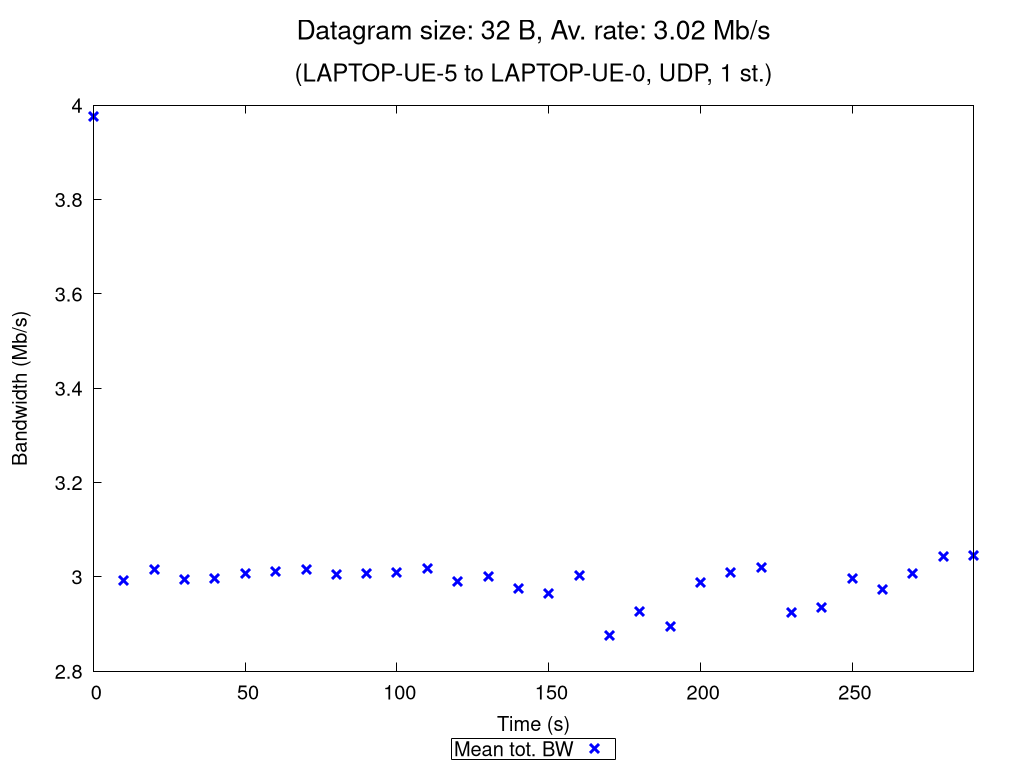 Datagram size: 32 B, Av. rate: 3.02 Mb/s
(LAPTOP-UE-5 to LAPTOP-UE-0, UDP, 1 st.)
4
3.8
3.6
3.4
3.2
3
2.8
Bandwidth (Mb/s)
0 50 100 150 200 250
Time (s)
Mean tot. BW